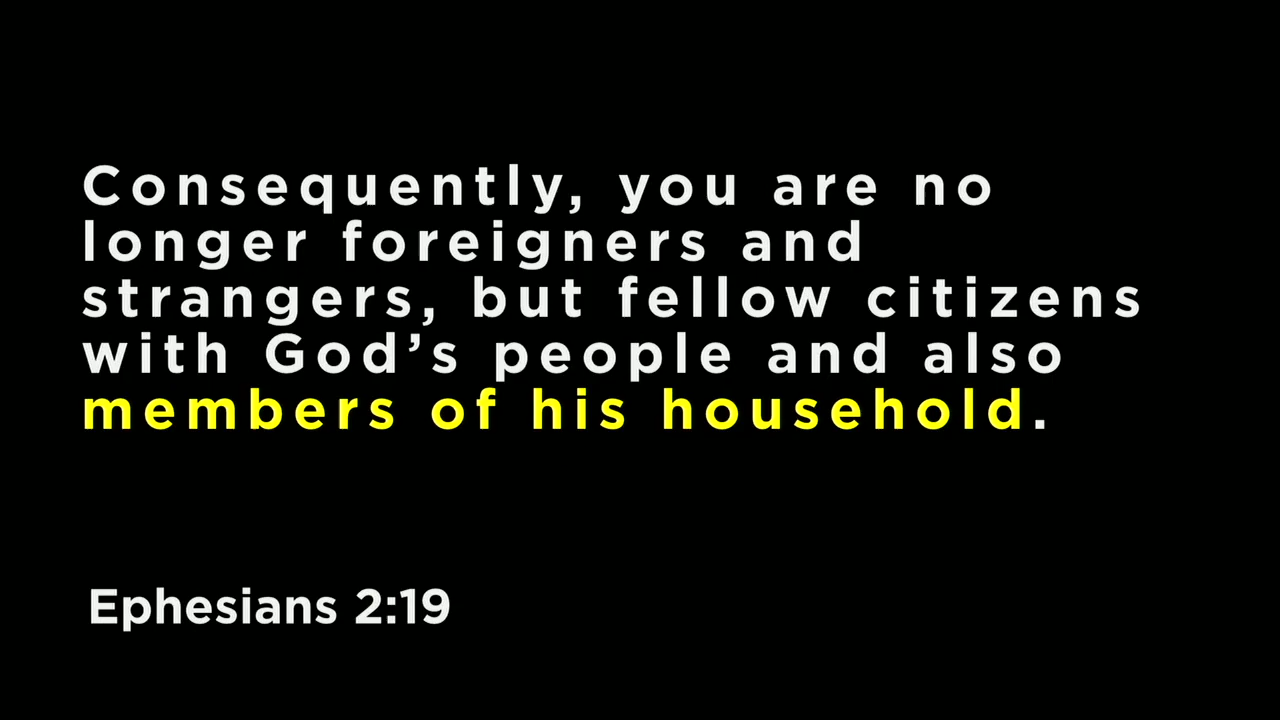 Consequently, you are no
longer foreigners and
strangers, but fellow citizens
with God’s people and also
members of his household.
Ephesians 2:19